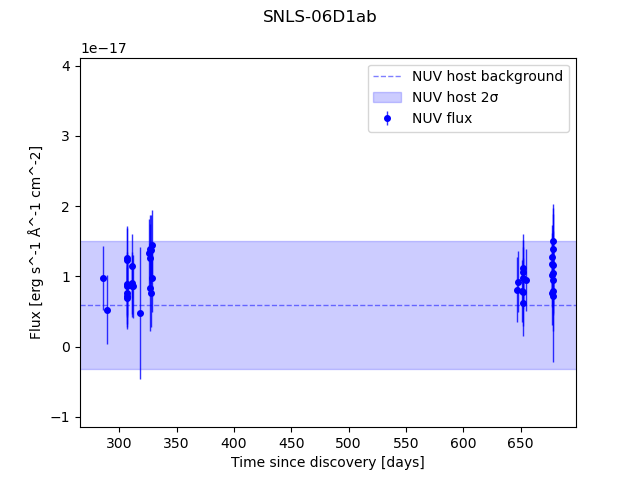 SNLS-06D1ab
1e−17
NUV host background
NUV host 2σ
NUV flux
4
3
2
1
0
−1
Flux [erg s^-1 Å^-1 cm^-2]
300 350 400 450 500 550 600 650
Time since discovery [days]